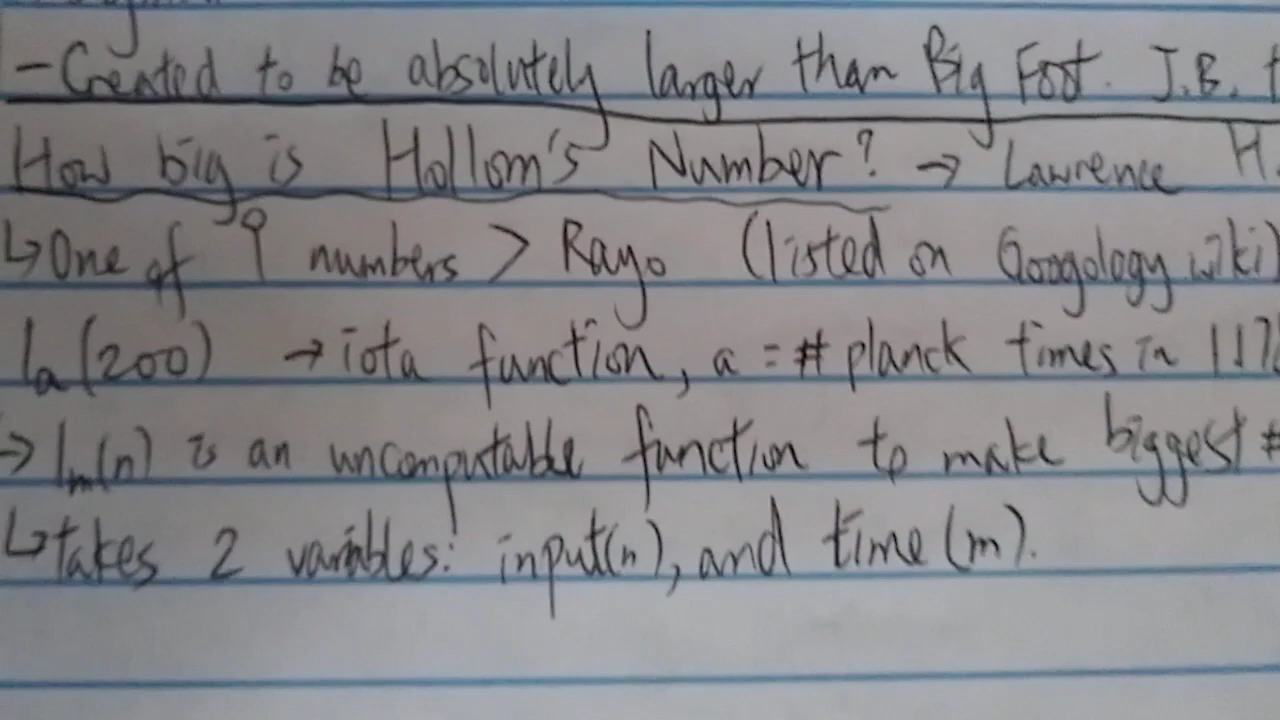 - Created to be absolutely larger than Big Foot. J.B.
How big is Hollom's Number? → Lawrence H.
↳ One of 9 numbers > Rayo (listed on Googology wiki)
la(200) → iota function, a = # planck times in
→ lm(n) is an uncomputable function to make biggest #
↳ takes 2 variables: input(n), and time (m).